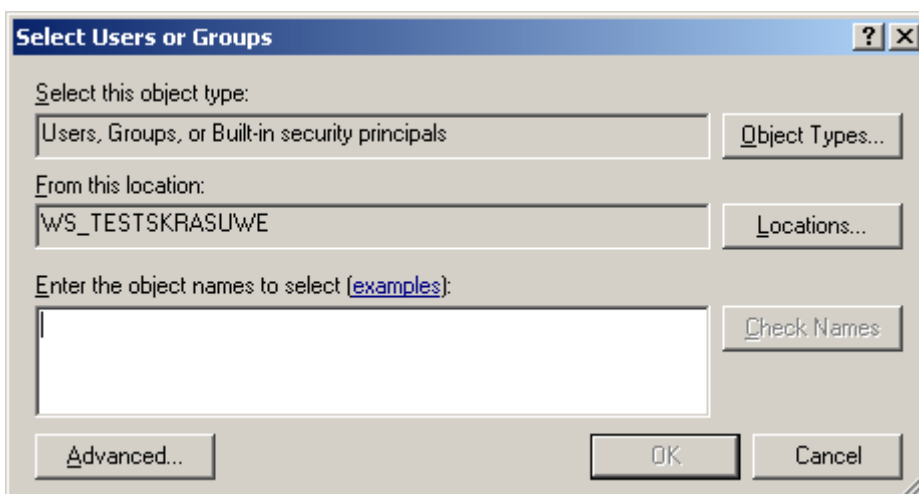 Select Users or Groups
Select this object type:
Users, Groups, or Built-in security principals
Object Types...
From this location:
WS_TESTSKRASUWE
Locations...
Enter the object names to select (examples):
Check Names
Advanced...
OK
Cancel